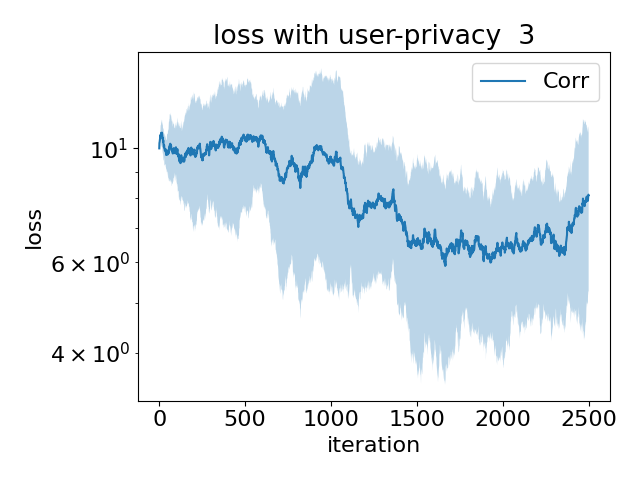 loss with user-privacy 3
Corr
10¹
6 × 10⁰
4 × 10⁰
loss
0 500 1000 1500 2000 2500
iteration